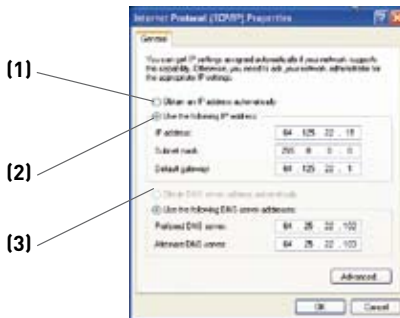 Internet Protocol (TCP/IP) Properties
General
You can get IP settings assigned automatically if your network supports
this capability. Otherwise, you need to ask your network administrator for
the appropriate IP settings.
(1)
Obtain an IP address automatically
(2)
Use the following IP address:
IP address: 64 . 125 . 22 . 15
Subnet mask: 255 . 0 . 0 . 0
Default gateway: 64 . 125 . 22 . 1
(3)
Obtain DNS server address automatically
Use the following DNS server addresses:
Preferred DNS server: 64 . 25 . 22 . 102
Alternate DNS server: 64 . 25 . 22 . 103
Advanced...
OK
Cancel